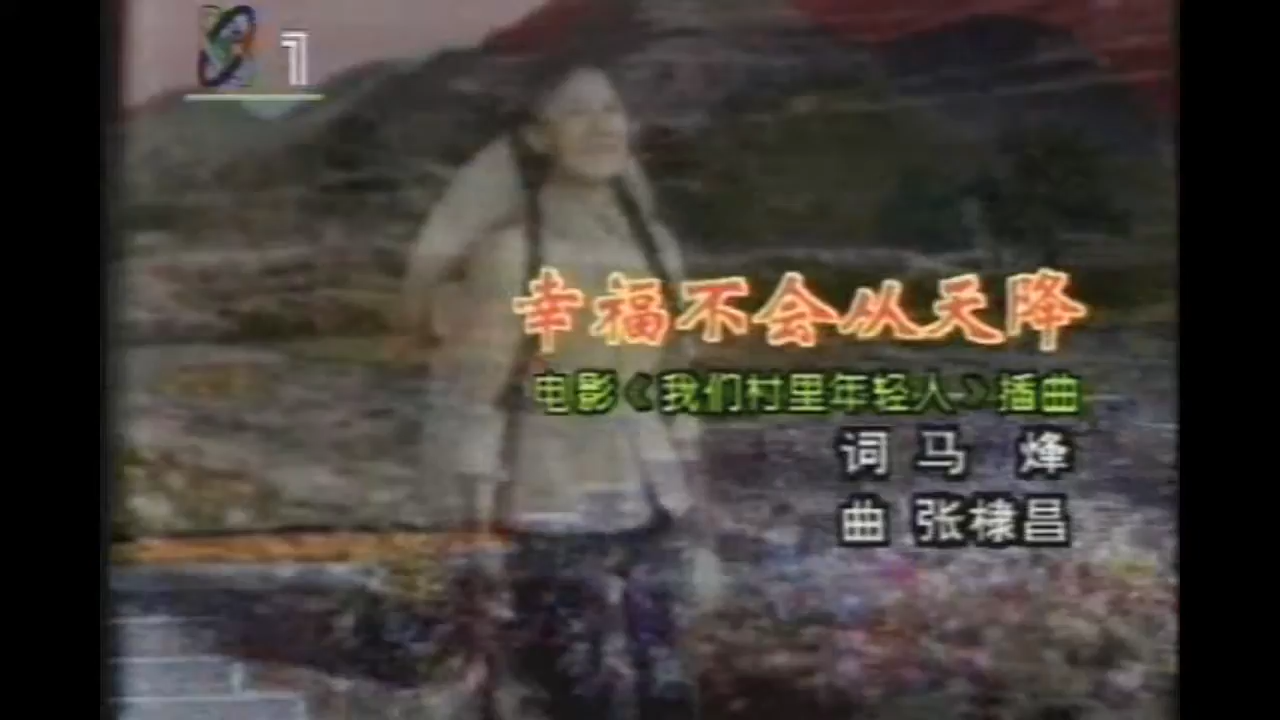 1
幸福不会从天降
电影《我们村里年轻人》插曲
词 马 烽
曲 张棣昌